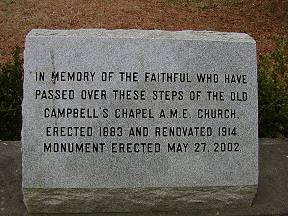 IN MEMORY OF THE FAITHFUL WHO HAVE
PASSED OVER THESE STEPS OF THE OLD
CAMPBELL'S CHAPEL A.M.E. CHURCH.
ERECTED 1883 AND RENOVATED 1914.
MONUMENT ERECTED MAY 27, 2002.